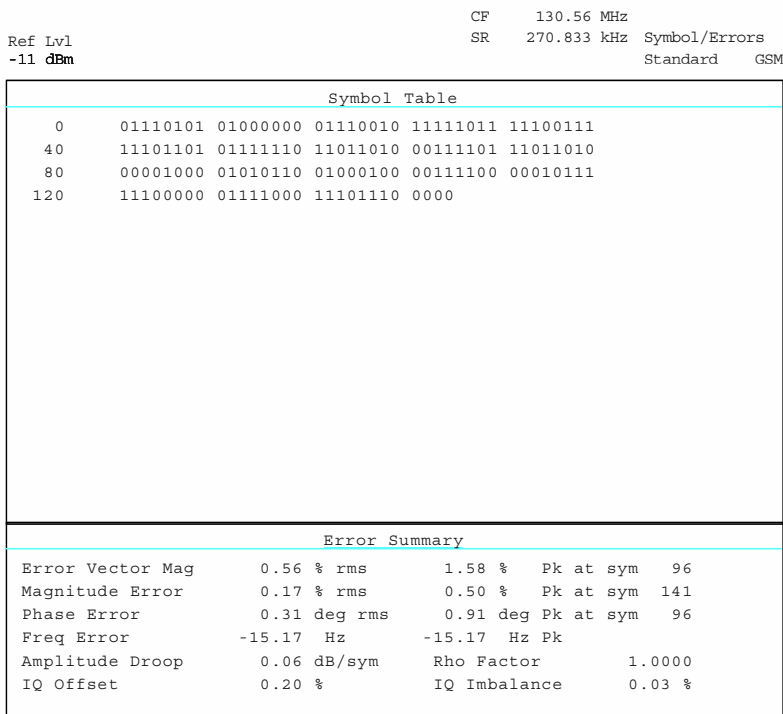 CF 130.56 MHz
Ref Lvl SR 270.833 kHz Symbol/Errors
-11 dBm Standard GSM
Symbol Table
0 01110101 01000000 01110010 11111011 11100111
40 11101101 01111110 11011010 00111101 11011010
80 00001000 01010110 01000100 00111100 00010111
120 11100000 01111000 11101110 0000
Error Summary
Error Vector Mag 0.56 % rms 1.58 % Pk at sym 96
Magnitude Error 0.17 % rms 0.50 % Pk at sym 141
Phase Error 0.31 deg rms 0.91 deg Pk at sym 96
Freq Error -15.17 Hz -15.17 Hz Pk
Amplitude Droop 0.06 dB/sym Rho Factor 1.0000
IQ Offset 0.20 % IQ Imbalance 0.03 %